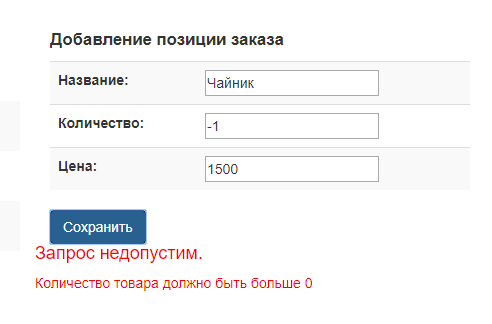 Добавление позиции заказа
Название: Чайник
Количество: -1
Цена: 1500
Сохранить
Запрос недопустим.
Количество товара должно быть больше 0